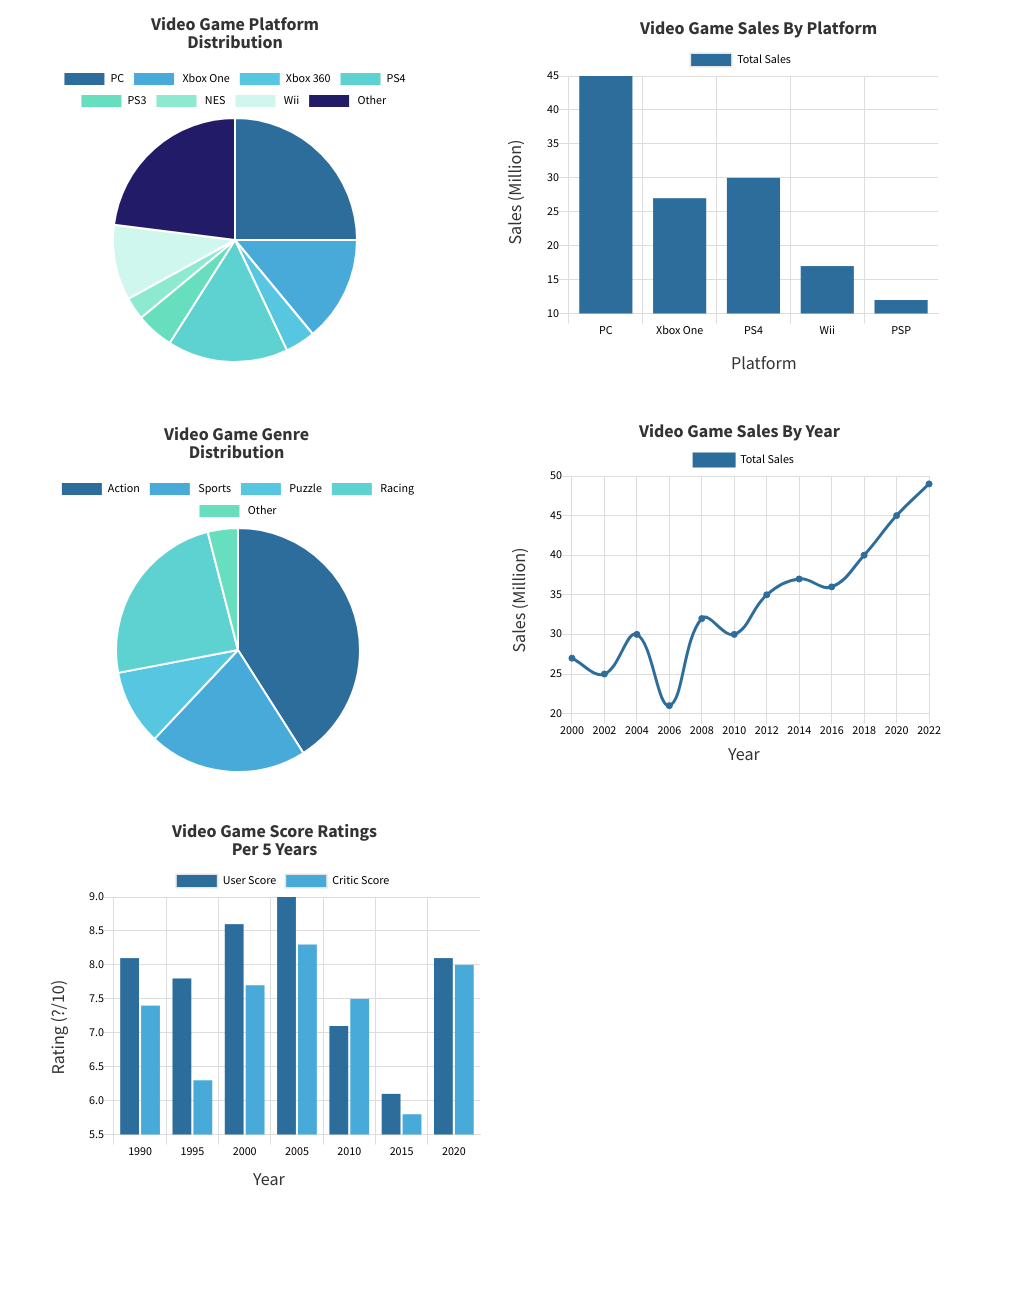 Video Game Platform
Distribution
PC Xbox One Xbox 360 PS4
PS3 NES Wii Other
Video Game Sales By Platform
Total Sales
Sales (Million)
45
40
35
30
25
20
15
10
PC Xbox One PS4 Wii PSP
Platform
Video Game Genre
Distribution
Action Sports Puzzle Racing
Other
Video Game Sales By Year
Total Sales
Sales (Million)
50
45
40
35
30
25
20
2000 2002 2004 2006 2008 2010 2012 2014 2016 2018 2020 2022
Year
Video Game Score Ratings
Per 5 Years
User Score Critic Score
Rating (?/10)
9.0
8.5
8.0
7.5
7.0
6.5
6.0
5.5
1990 1995 2000 2005 2010 2015 2020
Year